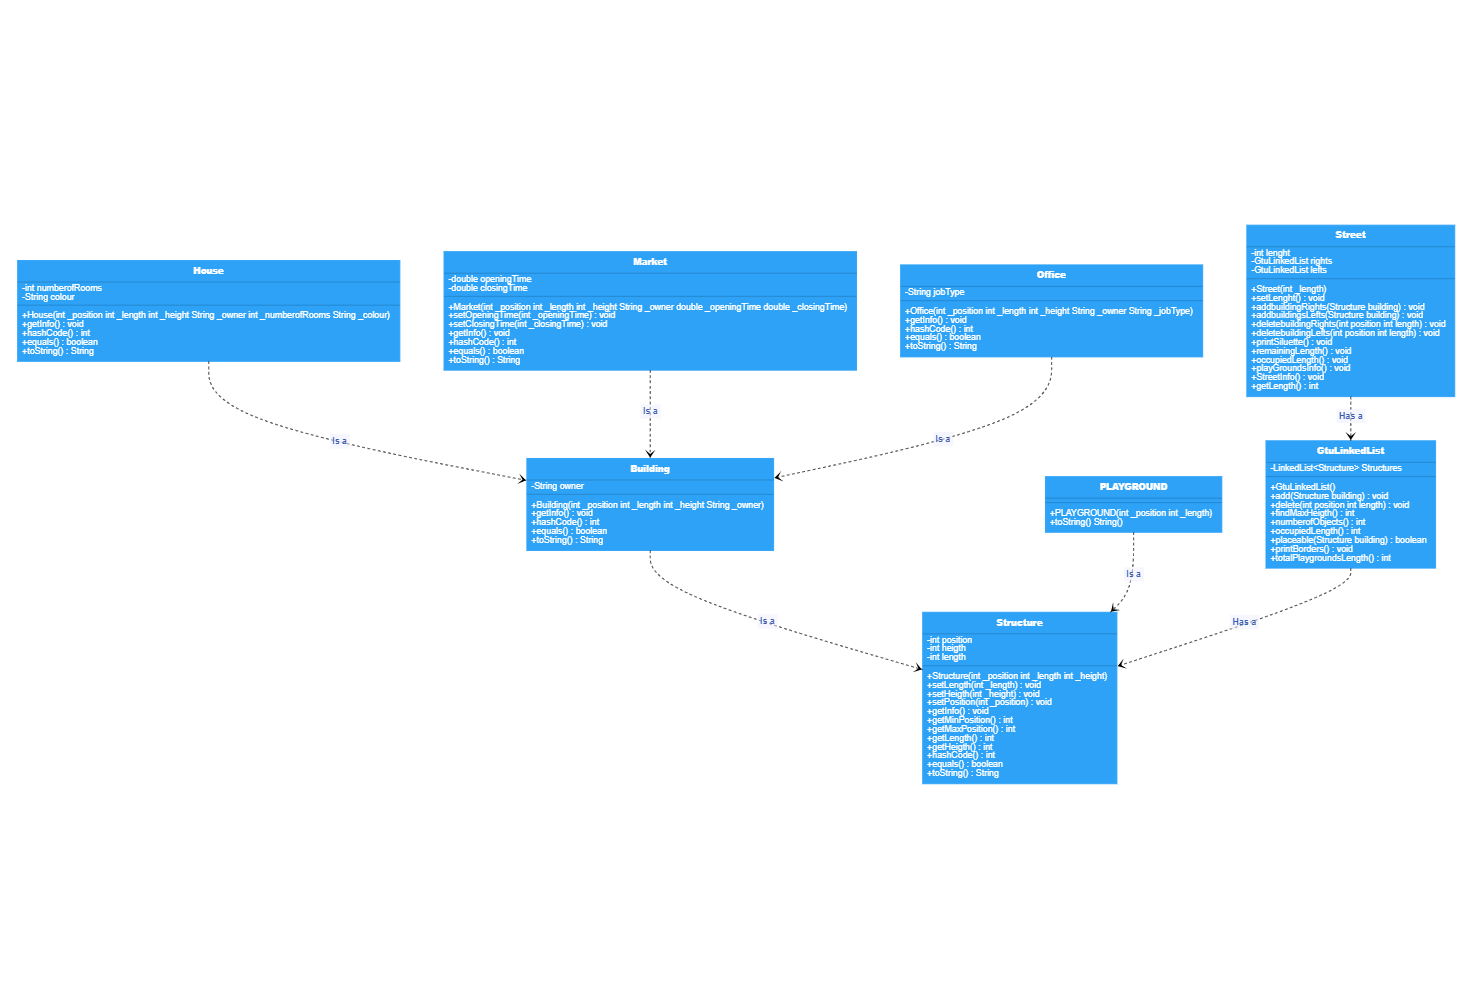 House
-int numberofRooms
-String colour
+House(int _position int _length int _height String _owner int _numberofRooms String _colour)
+getInfo() : void
+hashCode() : int
+equals() : boolean
+toString() : String
Market
-double openingTime
-double closingTime
+Market(int _position int _length int _height String _owner double _openingTime double _closingTime)
+setOpeningTime(int _openingTime) : void
+setClosingTime(int _closingTime) : void
+getInfo() : void
+hashCode() : int
+equals() : boolean
+toString() : String
Office
-String jobType
+Office(int _position int _length int _height String _owner String _jobType)
+getInfo() : void
+hashCode() : int
+equals() : boolean
+toString() : String
Street
-int lenght
-GtuLinkedList rights
-GtuLinkedList lefts
+Street(int _length)
+setLenght() : void
+addbuildingRights(Structure building) : void
+addbuildingsLefts(Structure building) : void
+deletebuildingRights(int position int length) : void
+deletebuildingLefts(int position int length) : void
+printSiluette() : void
+remainingLength() : void
+occupiedLength() : void
+playGroundsInfo() : void
+StreetInfo() : void
+getLength() : int
Is a
Is a
Is a
Has a
Building
-String owner
+Building(int _position int _length int _height String _owner)
+getInfo() : void
+hashCode() : int
+equals() : boolean
+toString() : String
PLAYGROUND
+PLAYGROUND(int _position int _length)
+toString() String()
GtuLinkedList
-LinkedList<Structure> Structures
+GtuLinkedList()
+add(Structure building) : void
+delete(int position int length) : void
+findMaxHeigth() : int
+numberofObjects() : int
+occupiedLength() : int
+placeable(Structure building) : boolean
+printBorders() : void
+totalPlaygroundsLength() : int
Is a
Is a
Has a
Structure
-int position
-int heigth
-int length
+Structure(int _position int _length int _height)
+setLength(int _length) : void
+setHeigth(int _height) : void
+setPosition(int _position) : void
+getInfo() : void
+getMinPosition() : int
+getMaxPosition() : int
+getLength() : int
+getHeigth() : int
+hashCode() : int
+equals() : boolean
+toString() : String